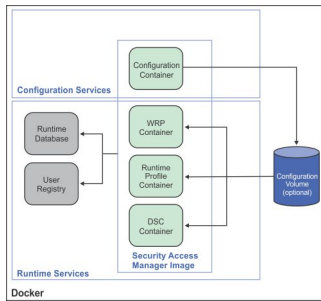 Configuration
Container
Configuration Services
Runtime
Database
User
Registry
WRP
Container
Runtime
Profile
Container
DSC
Container
Security Access
Manager Image
Runtime Services
Configuration
Volume
(optional)
Docker